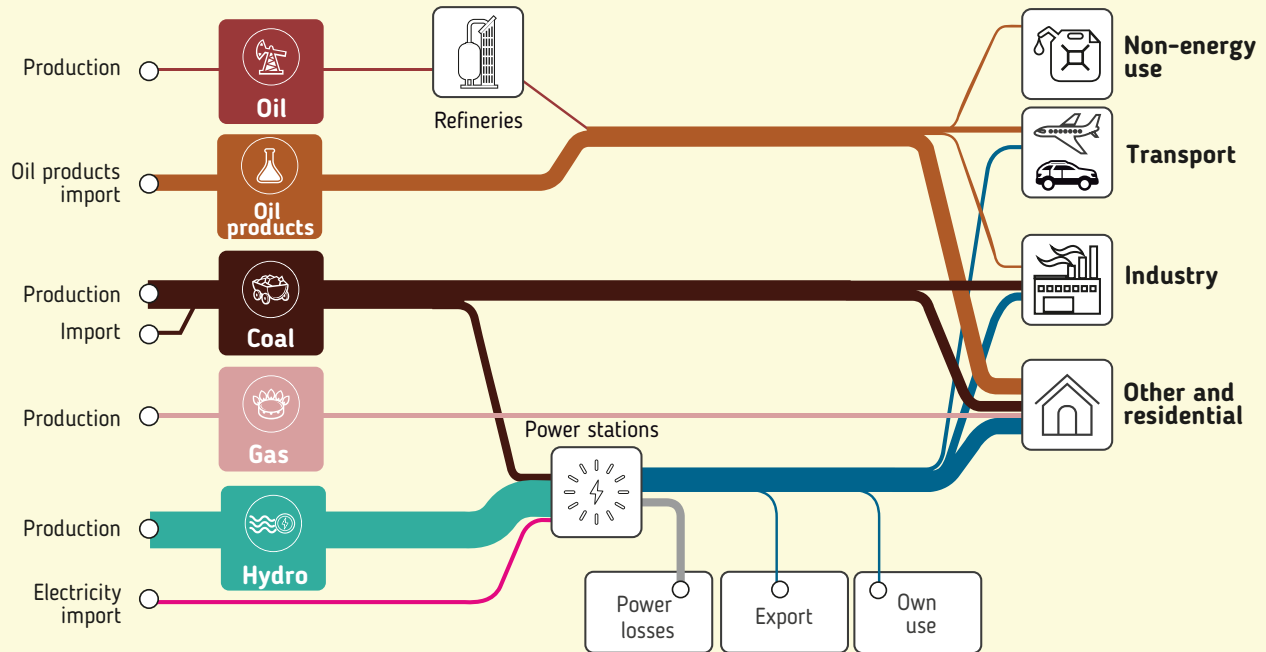 Production
Oil
Refineries
Non-energy
use
Oil products
import
Oil
products
Transport
Production
Import
Coal
Industry
Production
Gas
Power stations
Other and
residential
Production
Hydro
Electricity
import
Power
losses
Export
Own
use